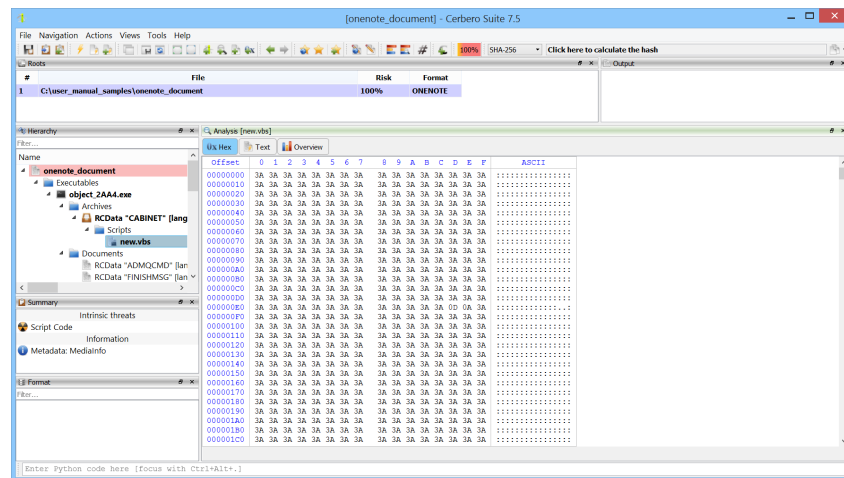 [onenote_document] - Cerbero Suite 7.5
File Navigation Actions Views Tools Help
100% SHA-256 Click here to calculate the hash
Roots
Output
# File Risk Format
1 C:\user_manual_samples\onenote_document 100% ONENOTE
Hierarchy
Analysis [new.vbs]
Filter...
Hex Text Overview
Name
onenote_document
Executables
object_2AA4.exe
Archives
RCData "CABINET" [lang
Scripts
new.vbs
Documents
RCData "ADMQCMD" [lan
RCData "FINISHMSG" [lan
Summary
Intrinsic threats
Script Code
Information
Metadata: MediaInfo
Format
Filter...
Offset 0 1 2 3 4 5 6 7 8 9 A B C D E F ASCII
00000000 3A 3A 3A 3A 3A 3A 3A 3A 3A 3A 3A 3A 3A 3A 3A 3A ::::::::::::::::
00000010 3A 3A 3A 3A 3A 3A 3A 3A 3A 3A 3A 3A 3A 3A 3A 3A ::::::::::::::::
00000020 3A 3A 3A 3A 3A 3A 3A 3A 3A 3A 3A 3A 3A 3A 3A 3A ::::::::::::::::
00000030 3A 3A 3A 3A 3A 3A 3A 3A 3A 3A 3A 3A 3A 3A 3A 3A ::::::::::::::::
00000040 3A 3A 3A 3A 3A 3A 3A 3A 3A 3A 3A 3A 3A 3A 3A 3A ::::::::::::::::
00000050 3A 3A 3A 3A 3A 3A 3A 3A 3A 3A 3A 3A 3A 3A 3A 3A ::::::::::::::::
00000060 3A 3A 3A 3A 3A 3A 3A 3A 3A 3A 3A 3A 3A 3A 3A 3A ::::::::::::::::
00000070 3A 3A 3A 3A 3A 3A 3A 3A 3A 3A 3A 3A 3A 3A 3A 3A ::::::::::::::::
00000080 3A 3A 3A 3A 3A 3A 3A 3A 3A 3A 3A 3A 3A 3A 3A 3A ::::::::::::::::
00000090 3A 3A 3A 3A 3A 3A 3A 3A 3A 3A 3A 3A 3A 3A 3A 3A ::::::::::::::::
000000A0 3A 3A 3A 3A 3A 3A 3A 3A 3A 3A 3A 3A 3A 3A 3A 3A ::::::::::::::::
000000B0 3A 3A 3A 3A 3A 3A 3A 3A 3A 3A 3A 3A 3A 3A 3A 3A ::::::::::::::::
000000C0 3A 3A 3A 3A 3A 3A 3A 3A 3A 3A 3A 3A 3A 3A 3A 3A ::::::::::::::::
000000D0 3A 3A 3A 3A 3A 3A 3A 3A 3A 3A 3A 3A 3A 3A 3A 3A ::::::::::::::::
000000E0 3A 3A 3A 3A 3A 3A 3A 3A 3A 3A 3A 3A 3A 0D 0A 3A :::::::::::::..:
000000F0 3A 3A 3A 3A 3A 3A 3A 3A 3A 3A 3A 3A 3A 3A 3A 3A ::::::::::::::::
00000100 3A 3A 3A 3A 3A 3A 3A 3A 3A 3A 3A 3A 3A 3A 3A 3A ::::::::::::::::
00000110 3A 3A 3A 3A 3A 3A 3A 3A 3A 3A 3A 3A 3A 3A 3A 3A ::::::::::::::::
00000120 3A 3A 3A 3A 3A 3A 3A 3A 3A 3A 3A 3A 3A 3A 3A 3A ::::::::::::::::
00000130 3A 3A 3A 3A 3A 3A 3A 3A 3A 3A 3A 3A 3A 3A 3A 3A ::::::::::::::::
00000140 3A 3A 3A 3A 3A 3A 3A 3A 3A 3A 3A 3A 3A 3A 3A 3A ::::::::::::::::
00000150 3A 3A 3A 3A 3A 3A 3A 3A 3A 3A 3A 3A 3A 3A 3A 3A ::::::::::::::::
00000160 3A 3A 3A 3A 3A 3A 3A 3A 3A 3A 3A 3A 3A 3A 3A 3A ::::::::::::::::
00000170 3A 3A 3A 3A 3A 3A 3A 3A 3A 3A 3A 3A 3A 3A 3A 3A ::::::::::::::::
00000180 3A 3A 3A 3A 3A 3A 3A 3A 3A 3A 3A 3A 3A 3A 3A 3A ::::::::::::::::
00000190 3A 3A 3A 3A 3A 3A 3A 3A 3A 3A 3A 3A 3A 3A 3A 3A ::::::::::::::::
000001A0 3A 3A 3A 3A 3A 3A 3A 3A 3A 3A 3A 3A 3A 3A 3A 3A ::::::::::::::::
000001B0 3A 3A 3A 3A 3A 3A 3A 3A 3A 3A 3A 3A 3A 3A 3A 3A ::::::::::::::::
000001C0 3A 3A 3A 3A 3A 3A 3A 3A 3A 3A 3A 3A 3A 3A 3A 3A ::::::::::::::::
Enter Python code here [focus with Ctrl+Alt+.]